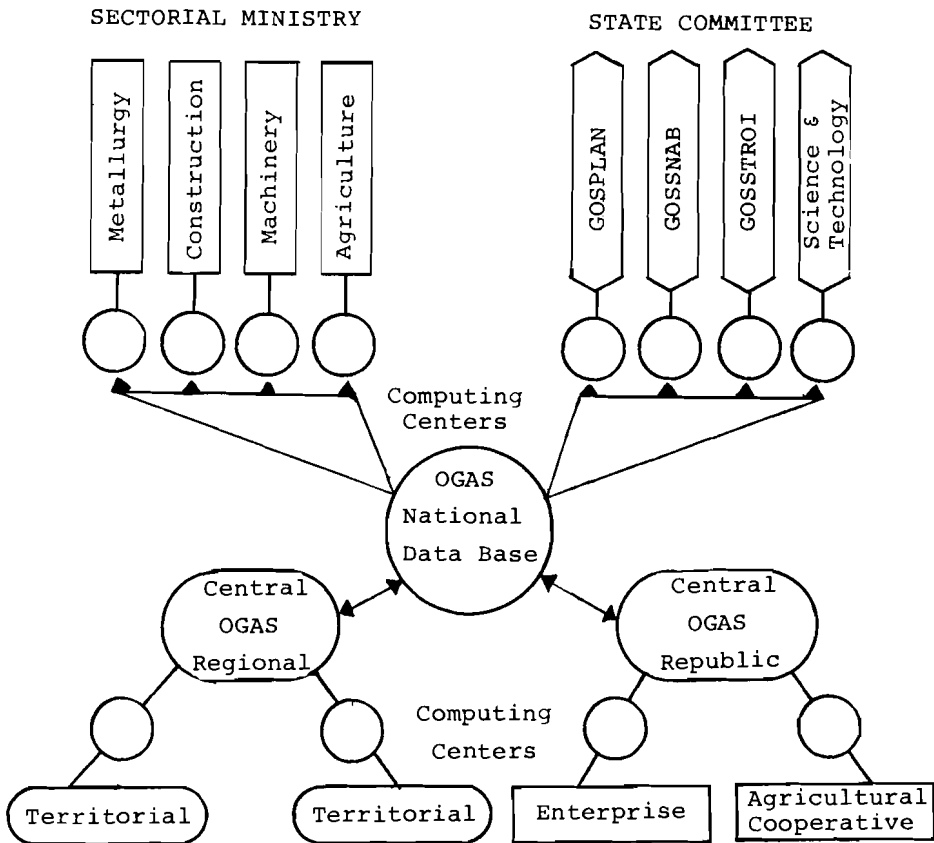 SECTORIAL MINISTRY
STATE COMMITTEE
Metallurgy
Construction
Machinery
Agriculture
GOSPLAN
GOSSNAB
GOSSTROI
Science &
Technology
Computing
Centers
OGAS
National
Data Base
Central
OGAS
Regional
Central
OGAS
Republic
Computing
Centers
Territorial
Territorial
Enterprise
Agricultural
Cooperative